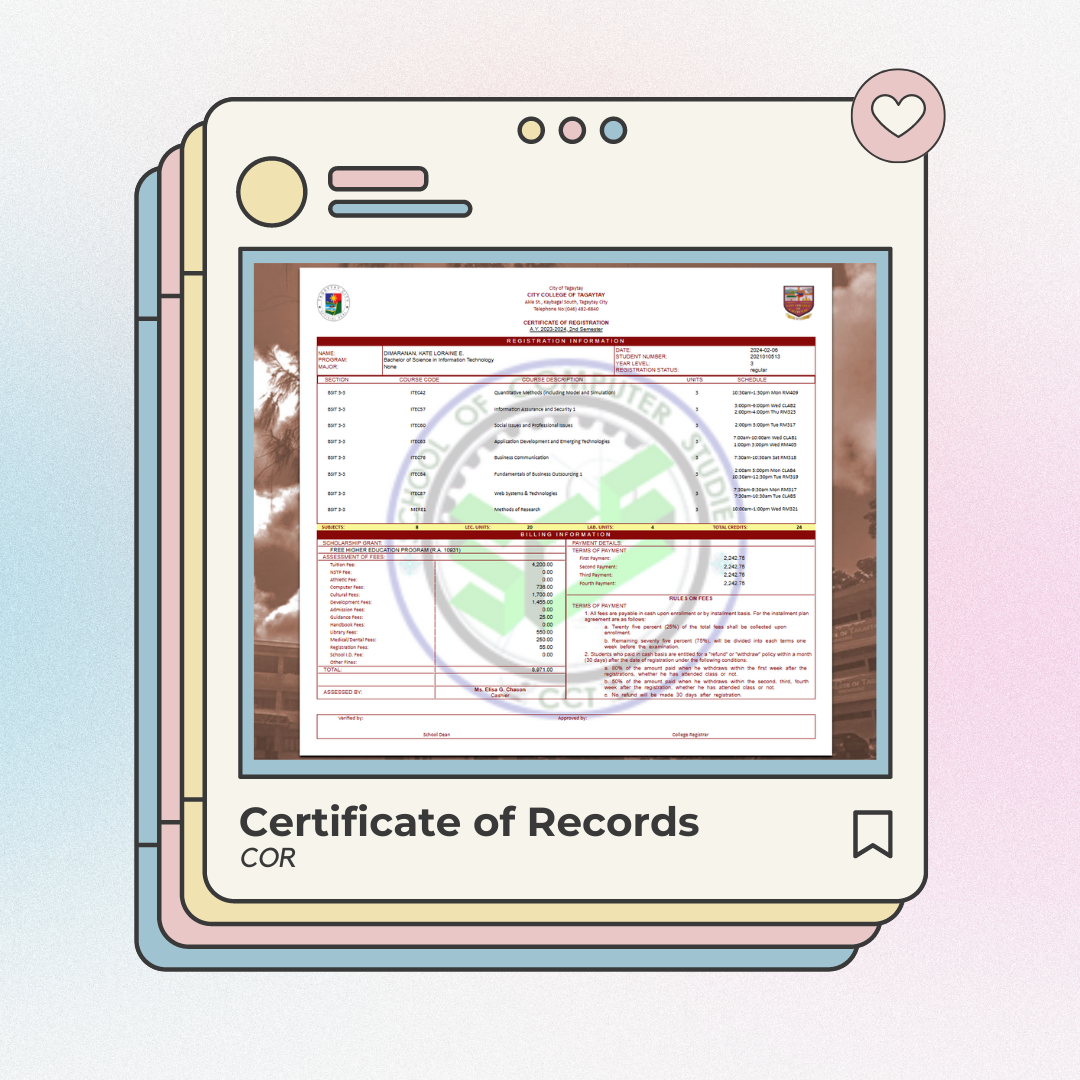 City of Tagaytay
CITY COLLEGE OF TAGAYTAY
Akle St., Kaybagal South, Tagaytay City
Telephone No:(046) 482-6840
CERTIFICATE OF REGISTRATION
A.Y. 2023-2024, 2nd Semester
REGISTRATION INFORMATION
NAME: DIMARANAN, KATE LORAINE E. DATE: 2024-02-06
PROGRAM: Bachelor of Science in Information Technology STUDENT NUMBER: 2021010513
MAJOR: None YEAR LEVEL: 3
REGISTRATION STATUS: regular
SECTION COURSE CODE COURSE DESCRIPTION UNITS SCHEDULE
BSIT 3-3 ITEC42 Quantitative Methods (Including Model and Simulation) 3 10:30am-1:30pm Mon RM409
BSIT 3-3 ITEC57 Information Assurance and Security 1 3 3:00pm-6:00pm Wed CLAB2
2:00pm-4:00pm Thu RM323
BSIT 3-3 ITEC60 Social Issues and Professional Issues 3 2:00pm-5:00pm Tue RM317
BSIT 3-3 ITEC63 Application Development and Emerging Technologies 3 7:00am-10:00am Wed CLAB1
1:00pm-3:00pm Wed RM405
BSIT 3-3 Business Communication 3 7:30am-10:30am Sat RM318
BSIT 3-3 Fundamentals of Business Outsourcing 1 3 2:00am-5:00pm Mon CLAB4
10:30am-12:30pm Tue RM319
BSIT 3-3 ITEC67 Web Systems & Technologies 3 7:30am-9:30am Mon RM317
7:30am-10:30am Tue CLAB5
BSIT 3-3 Methods of Research 3 10:00am-1:00pm Wed RM321
SUBJECTS: 8 LEC. UNITS: 20 LAB. UNITS: 4 TOTAL CREDITS: 24
BILLING INFORMATION
SCHOLARSHIP GRANT:
FREE HIGHER EDUCATION PROGRAM (R.A. 10931)
ASSESSMENT OF FEES:
Tuition Fee: 4,200.00
NSTP Fee: 0.00
Athletic Fee: 0.00
Computer Fees: 736.00
Cultural Fees: 1,700.00
Development Fees: 1,455.00
Admission Fees: 0.00
Guidance Fees: 25.00
Handbook Fees: 0.00
Library Fees: 550.00
Medical/Dental Fees: 250.00
Registration Fees: 55.00
School I.D. Fee: 0.00
Other Fines:
TOTAL: 8,971.00
ASSESSED BY: Ms. Elisa G. Chacon
Cashier
PAYMENT DETAILS:
TERMS OF PAYMENT:
First Payment: 2,242.75
Second Payment: 2,242.75
Third Payment: 2,242.75
Fourth Payment: 2,242.75
RULES ON FEES
TERMS OF PAYMENT
1. All fees are payable in cash upon enrollment or by installment basis. For the installment plan
agreement are as follows:
a. Twenty five percent (25%) of the total fees shall be collected upon
enrollment.
b. Remaining seventy five percent (75%), will be divided into each terms one
week before the examination.
2. Students who paid in cash basis are entitled for a "refund" or "withdraw" policy within a month
(30 days) after the date of registration under the following conditions:
a. 80% of the amount paid when he withdraws within the first week after the
registrations, whether he has attended class or not.
b. 50% of the amount paid when he withdraws within the second, third, fourth
week after the registration, whether he has attended class or not.
c. No refund will be made 30 days after registration.
Verified by: Approved by:
School Dean College Registrar
SCHOOL OF COMPUTER STUDIES
CCT
Certificate of Records
COR